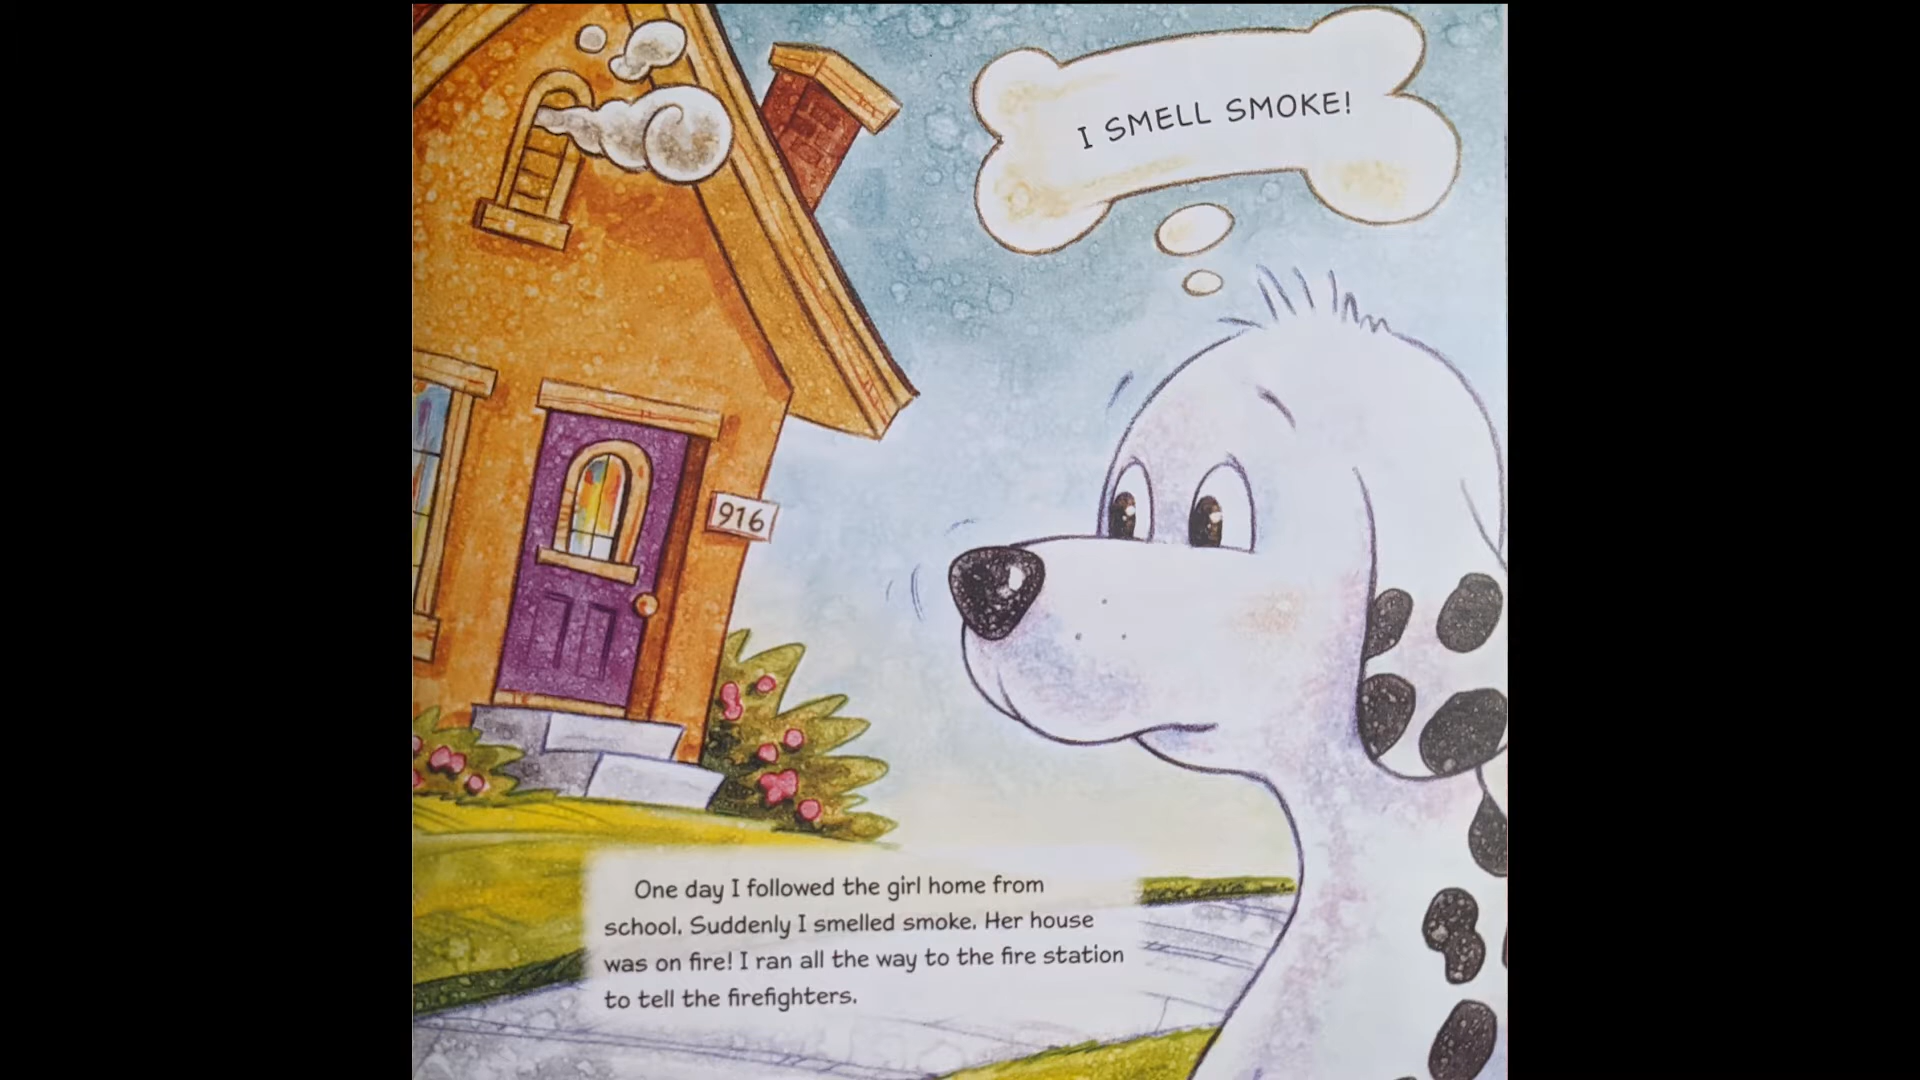 I SMELL SMOKE!
916
One day I followed the girl home from
school. Suddenly I smelled smoke. Her house
was on fire! I ran all the way to the fire station
to tell the firefighters.